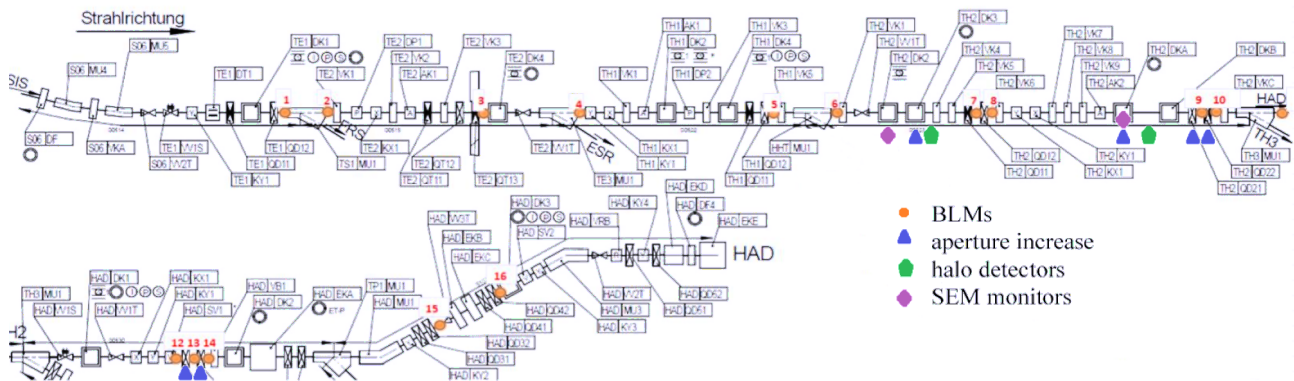 Strahlrichtung
SIS
S06 MU4
S06 MU5
S06 DF
S06 VKA
S06 VV2T
TE1 VV1S
TE1 KY1
TE1 DT1
TE1 QD11
TE1 DK1
TE1 QD12
TE2 VK1
TS1 MU1
FRS
TE2 DP1
TE2 KX1
TE2 VK2
TE2 AK1
TE2 QT11
TE2 QT12
TE2 VK3
TE2 QT13
TE2 DK4
TE2 VV1T
ESR
TE3 MU1
TH1 VK1
TH1 KY1
TH1 KX1
TH1 AK1
TH1 DK2
TH1 DP2
TH1 VK3
TH1 DK4
TH1 VK5
TH1 QD11
TH1 QD12
HHT MU1
TH2 VK1
TH2 VV1T
TH2 DK2
TH2 DK3
TH2 VK4
TH2 VK5
TH2 VK6
TH2 QD11
TH2 QD12
TH2 KX1
TH2 KY1
TH2 VK7
TH2 VK8
TH2 VK9
TH2 AK2
TH2 DKA
TH2 DKB
TH2 VKC
TH2 QD21
TH2 QD22
TH3 MU1
HAD
TH3
1
2
3
4
5
6
7
8
9
10
BLMs
aperture increase
halo detectors
SEM monitors
TH3 MU1
HAD VV1S
HAD DK1
HAD VV1T
HAD KX1
HAD KY1
HAD SV1
HAD VB1
HAD DK2
HAD EKA
ET-P
TP1 MU1
HAD MU1
HAD KY2
HAD QD31
HAD QD32
HAD VV3T
HAD EKB
HAD EKC
HAD QD41
HAD QD42
HAD DK3
HAD SV2
HAD KY3
HAD MU3
HAD VV2T
HAD VRB
HAD KY4
HAD QD51
HAD QD52
HAD EKD
HAD DF4
HAD EKE
HAD
12
13
14
15
16